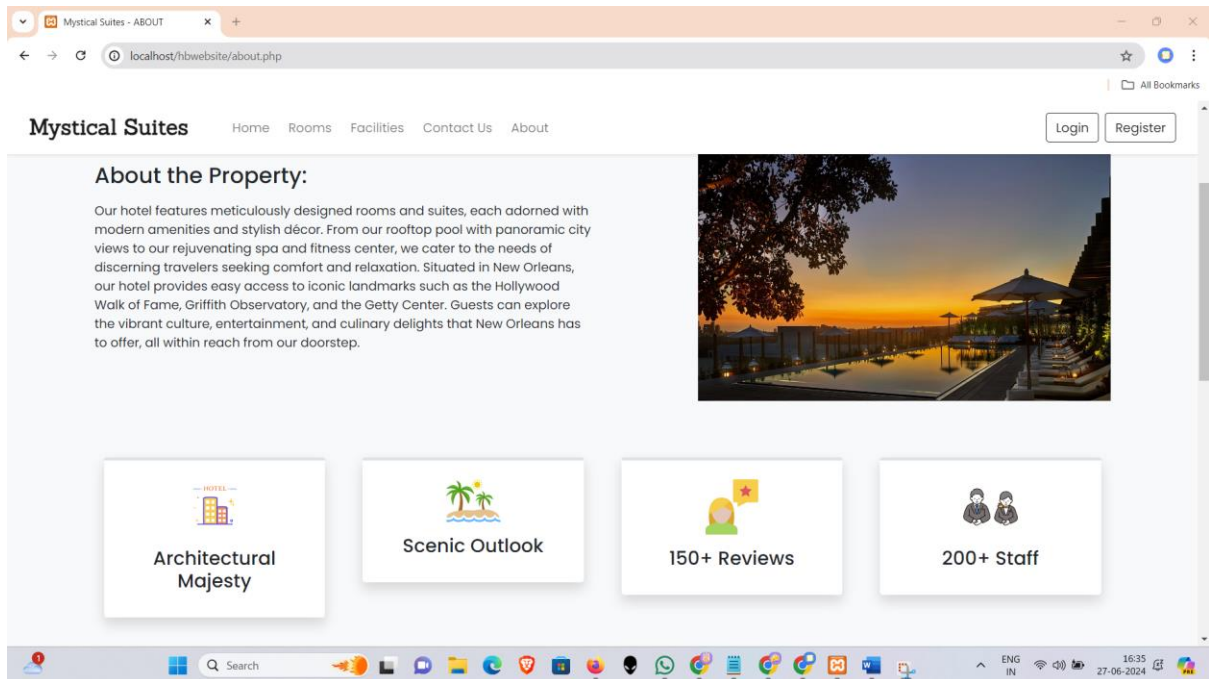 Mystical Suites - ABOUT
localhost/hbwebsite/about.php
All Bookmarks
Mystical Suites Home Rooms Facilities Contact Us About Login Register
About the Property:
Our hotel features meticulously designed rooms and suites, each adorned with
modern amenities and stylish décor. From our rooftop pool with panoramic city
views to our rejuvenating spa and fitness center, we cater to the needs of
discerning travelers seeking comfort and relaxation. Situated in New Orleans,
our hotel provides easy access to iconic landmarks such as the Hollywood
Walk of Fame, Griffith Observatory, and the Getty Center. Guests can explore
the vibrant culture, entertainment, and culinary delights that New Orleans has
to offer, all within reach from our doorstep.
HOTEL
Architectural
Majesty
Scenic Outlook
150+ Reviews
200+ Staff
1
Search
ENG
IN
16:35
27-06-2024
PRE